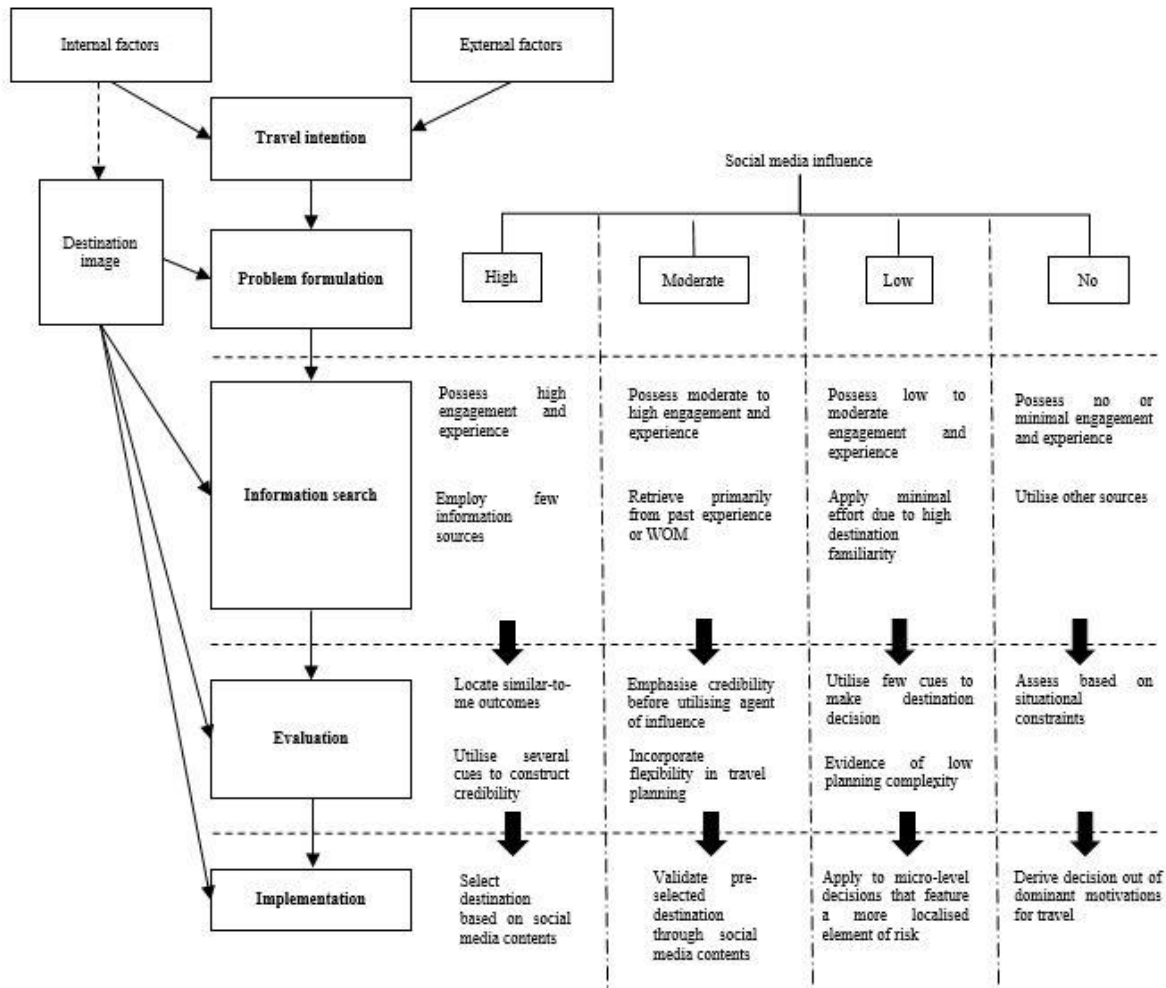 Internal factors
External factors
Travel intention
Social media influence
Destination
image
Problem formulation
High
Moderate
Low
No
Information search
Possess high
engagement and
experience
Employ few
information
sources
Possess moderate to
high engagement and
experience
Retrieve primarily
from past experience
or WOM
Possess low to
moderate
engagement and
experience
Apply minimal
effort due to high
destination
familiarity
Possess no or
minimal engagement
and experience
Utilise other sources
Evaluation
Locate similar-to-
me outcomes
Utilise several
cues to construct
credibility
Emphasise credibility
before utilising agent
of influence
Incorporate
flexibility in travel
planning
Utilise few cues to
make destination
decision
Evidence of low
planning complexity
Assess based on
situational
constraints
Implementation
Select
destination
based on social
media contents
Validate pre-
selected
destination
through social
media contents
Apply to micro-level
decisions that feature
a more localised
element of risk
Derive decision out of
dominant motivations
for travel